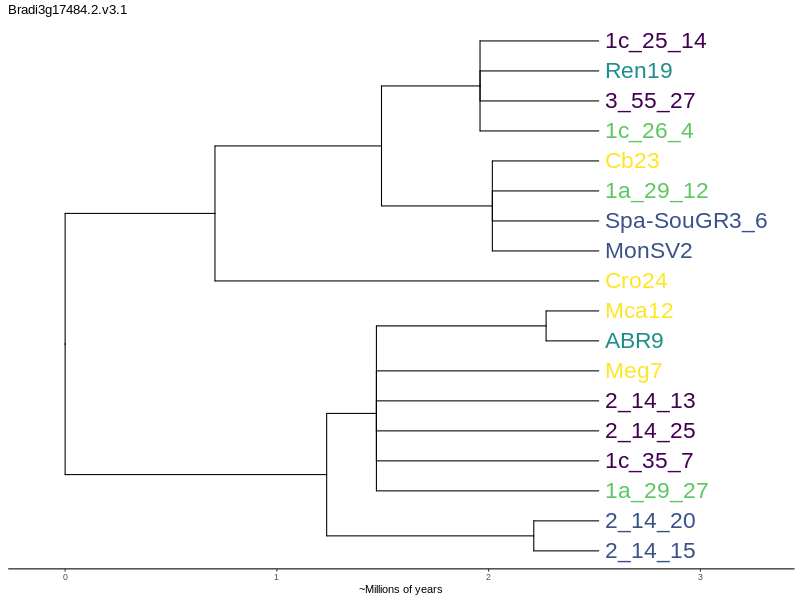 Bradi3g17484.2.v3.1
1c_25_14
Ren19
3_55_27
1c_26_4
Cb23
1a_29_12
Spa-SouGR3_6
MonSV2
Cro24
Mca12
ABR9
Meg7
2_14_13
2_14_25
1c_35_7
1a_29_27
2_14_20
2_14_15
0 1 2 3
~Millions of years